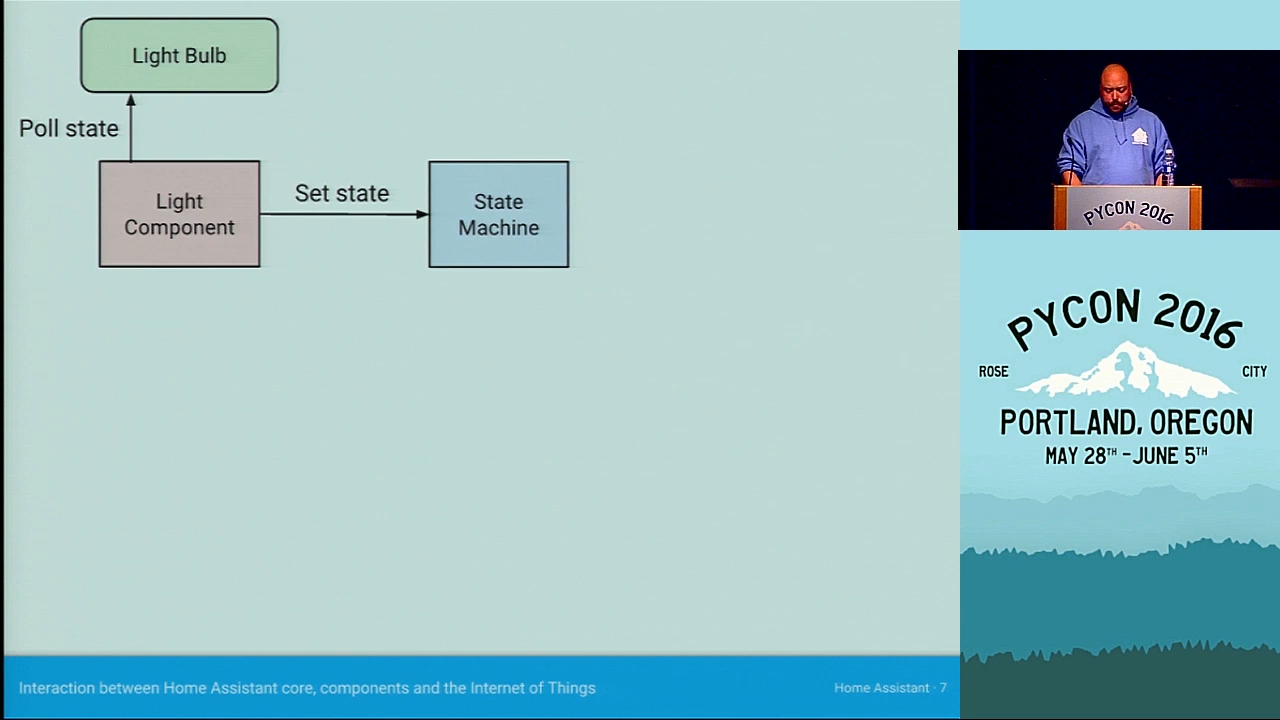 Light Bulb
Poll state
Light
Component
Set state
State
Machine
Interaction between Home Assistant core, components and the Internet of Things
Home Assistant · 7
PYCON 2016
PYCON 2016
ROSE
CITY
PORTLAND, OREGON
MAY 28TH - JUNE 5TH